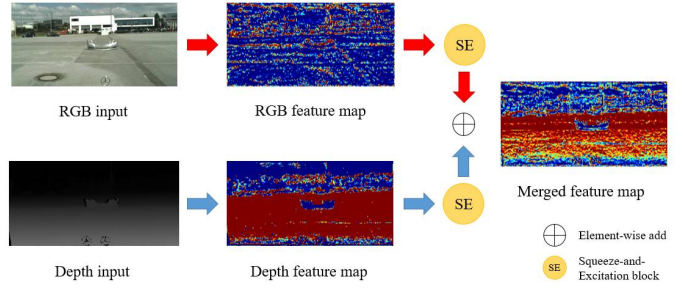 SE
RGB input
RGB feature map
SE
Merged feature map
Depth input
Depth feature map
Element-wise add
SE
Squeeze-and-
Excitation block